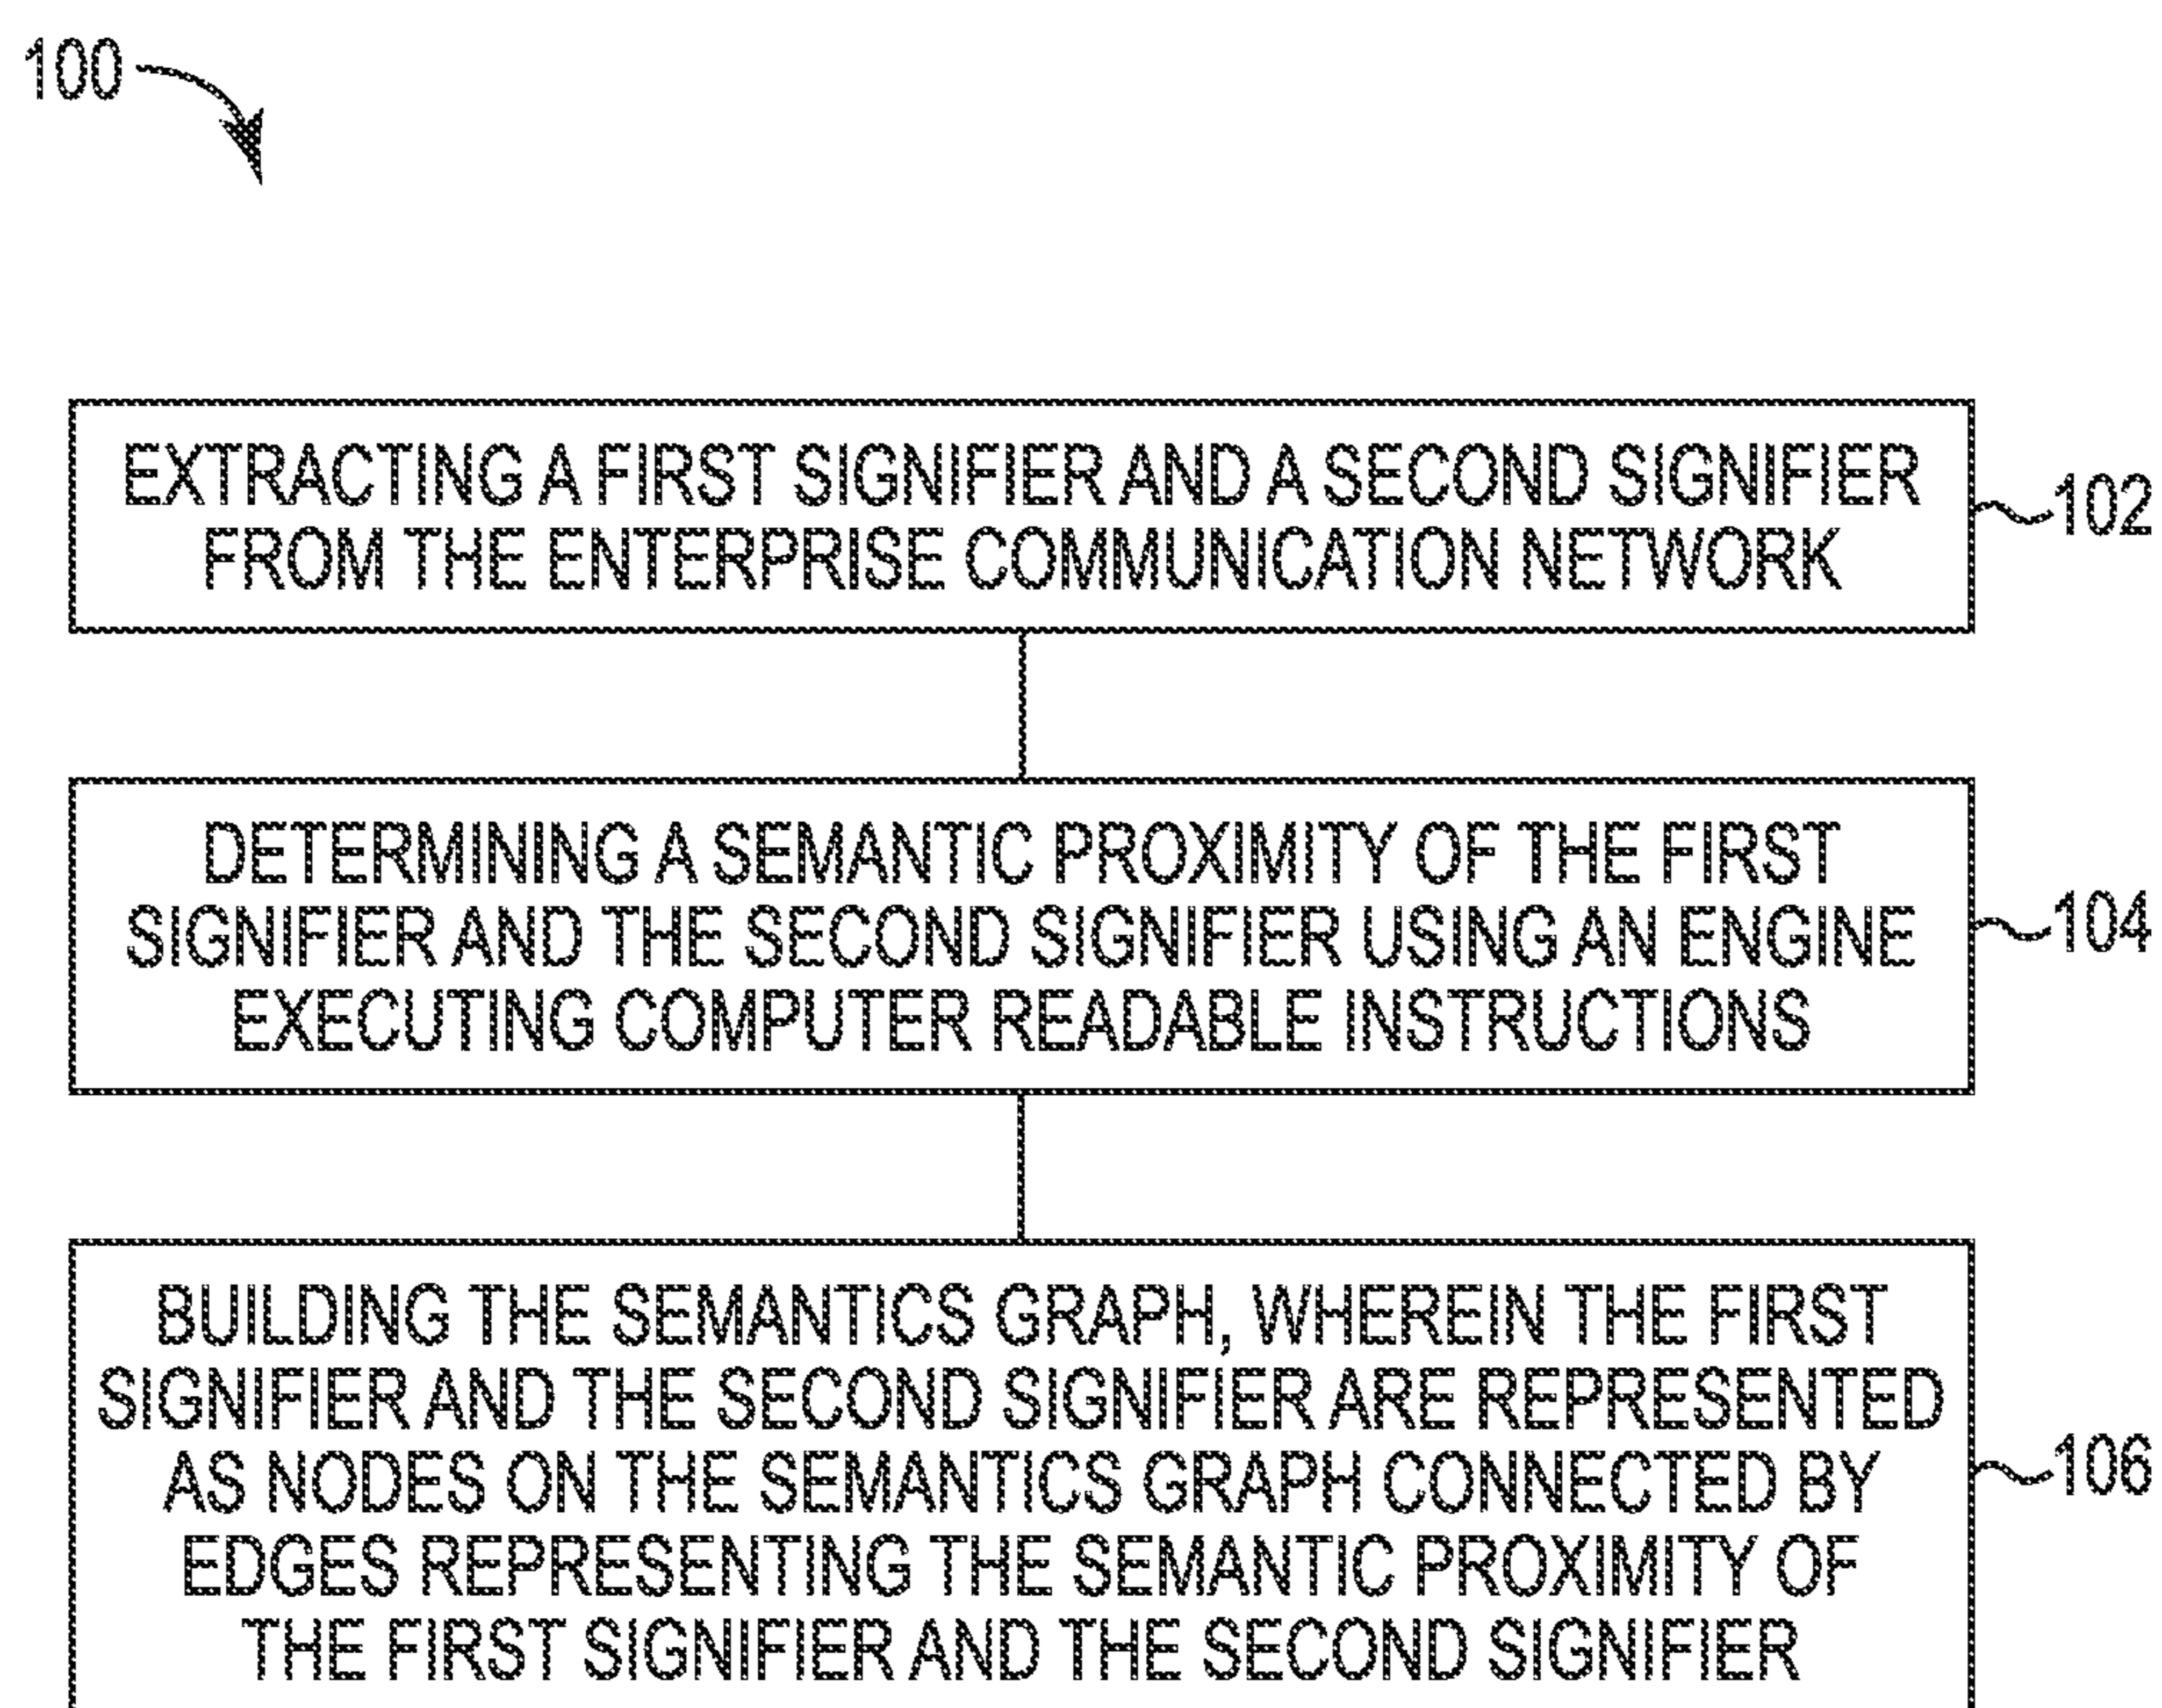 100
EXTRACTING A FIRST SIGNIFIER AND A SECOND SIGNIFIER
FROM THE ENTERPRISE COMMUNICATION NETWORK
102
DETERMINING A SEMANTIC PROXIMITY OF THE FIRST
SIGNIFIER AND THE SECOND SIGNIFIER USING AN ENGINE
EXECUTING COMPUTER READABLE INSTRUCTIONS
104
BUILDING THE SEMANTICS GRAPH, WHEREIN THE FIRST
SIGNIFIER AND THE SECOND SIGNIFIER ARE REPRESENTED
AS NODES ON THE SEMANTICS GRAPH CONNECTED BY
EDGES REPRESENTING THE SEMANTIC PROXIMITY OF
THE FIRST SIGNIFIER AND THE SECOND SIGNIFIER
106